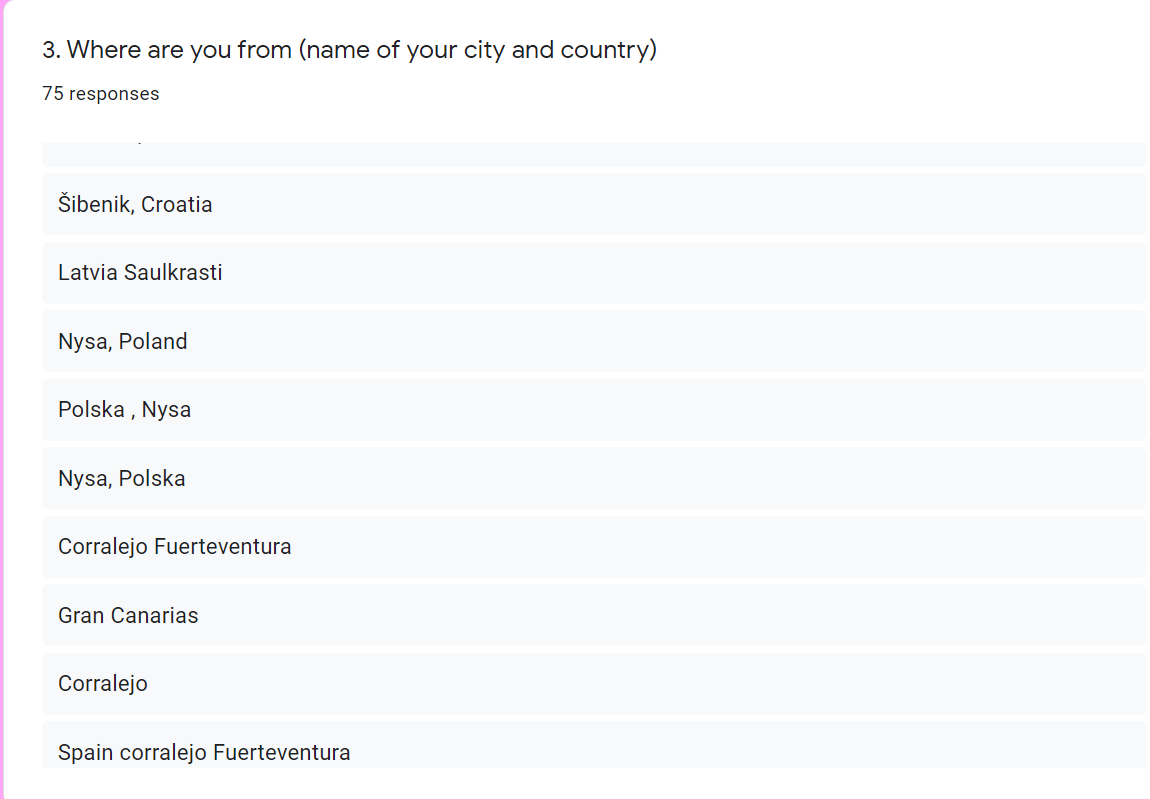 3. Where are you from (name of your city and country)
75 responses
Šibenik, Croatia
Latvia Saulkrasti
Nysa, Poland
Polska , Nysa
Nysa, Polska
Corralejo Fuerteventura
Gran Canarias
Corralejo
Spain corralejo Fuerteventura